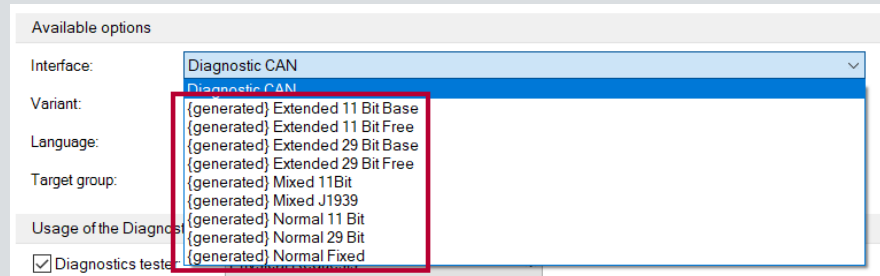 Available options
Interface:
Diagnostic CAN
Diagnostic CAN
Variant:
{generated} Extended 11 Bit Base
{generated} Extended 11 Bit Free
Language:
{generated} Extended 29 Bit Base
{generated} Extended 29 Bit Free
Target group:
{generated} Mixed 11Bit
{generated} Mixed J1939
{generated} Normal 11 Bit
Usage of the Diagnost
{generated} Normal 29 Bit
{generated} Normal Fixed
Diagnostics tester